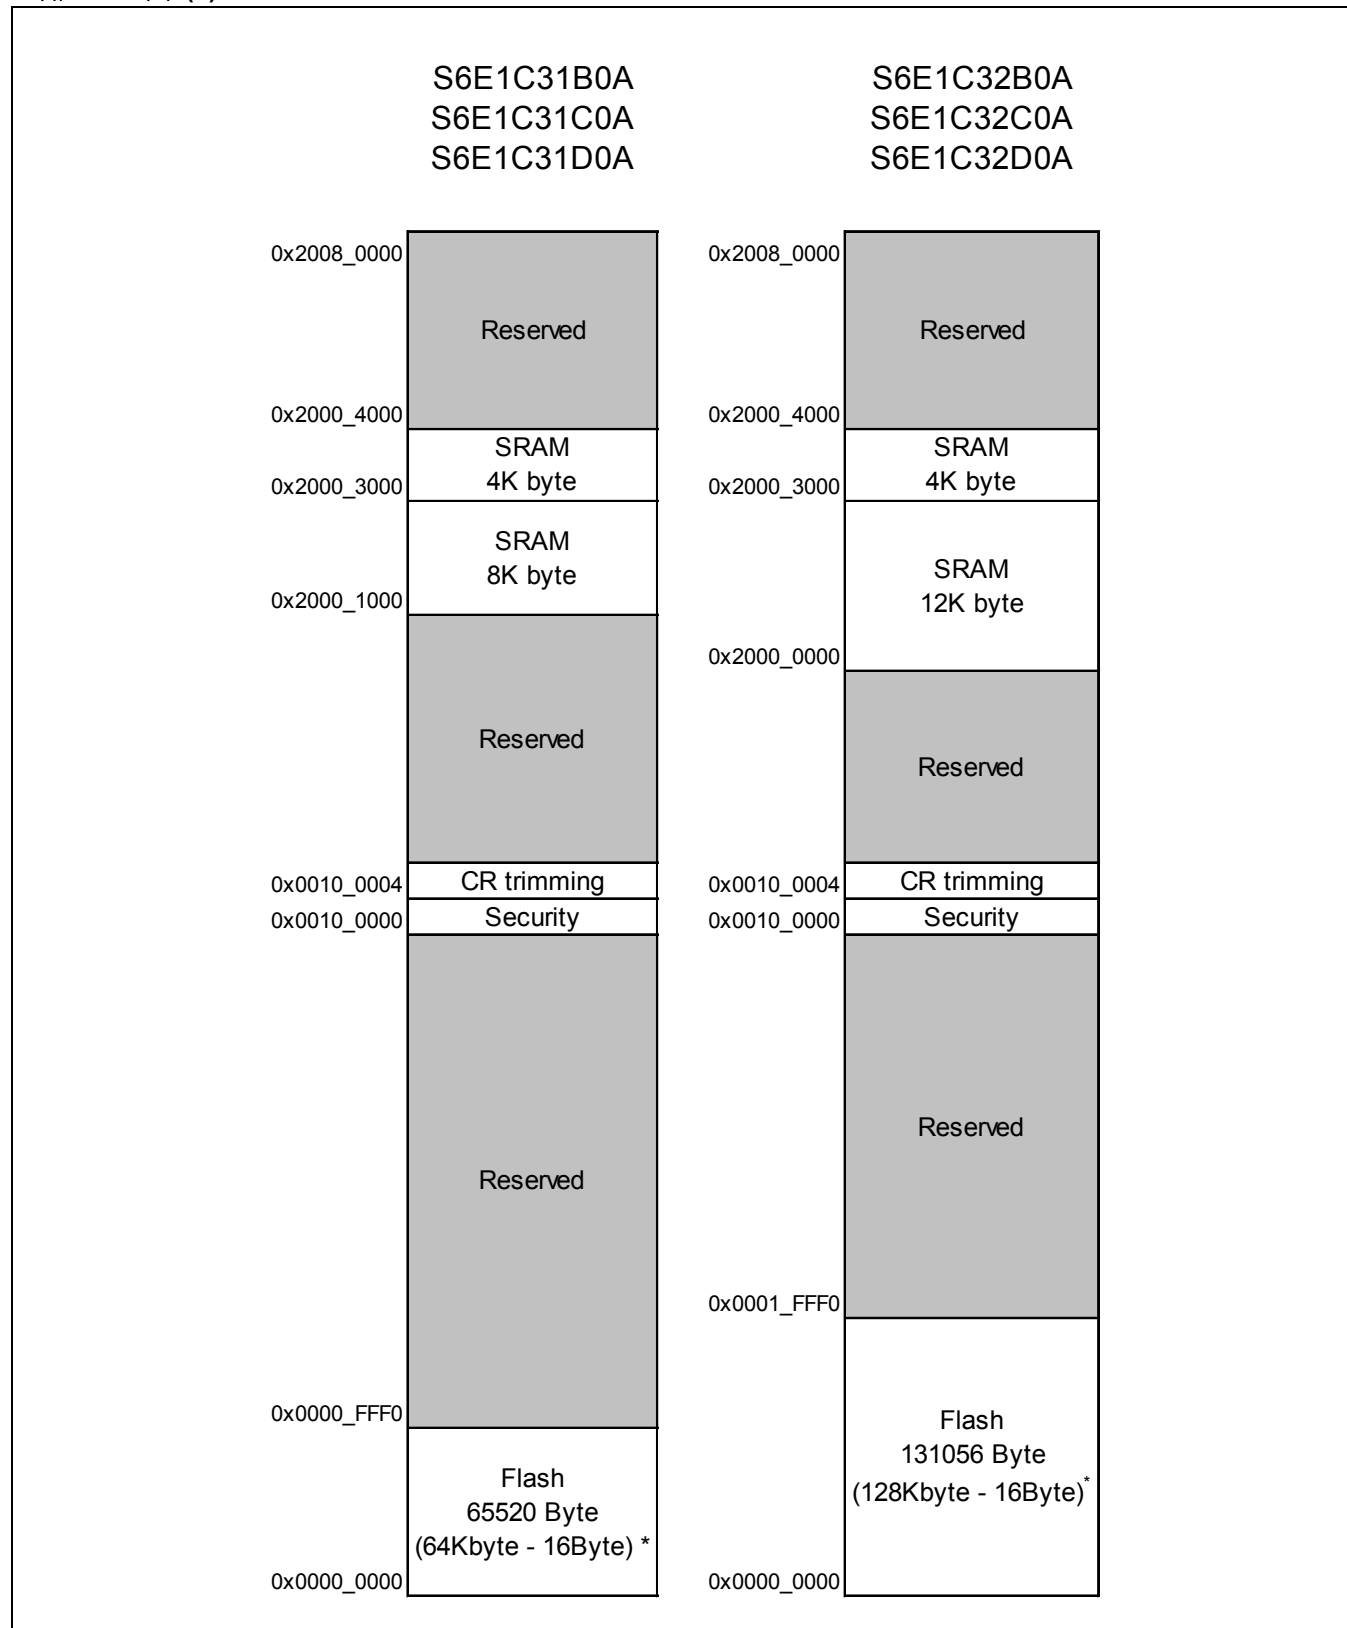 S6E1C31B0A
S6E1C31C0A
S6E1C31D0A
0x2008_0000
Reserved
0x2000_4000
SRAM
4K byte
0x2000_3000
SRAM
8K byte
0x2000_1000
Reserved
0x0010_0004
CR trimming
0x0010_0000
Security
Reserved
0x0000_FFF0
Flash
65520 Byte
(64Kbyte - 16Byte) *
0x0000_0000
S6E1C32B0A
S6E1C32C0A
S6E1C32D0A
0x2008_0000
Reserved
0x2000_4000
SRAM
4K byte
0x2000_3000
SRAM
12K byte
0x2000_0000
Reserved
0x0010_0004
CR trimming
0x0010_0000
Security
Reserved
0x0001_FFF0
Flash
131056 Byte
(128Kbyte - 16Byte)*
0x0000_0000